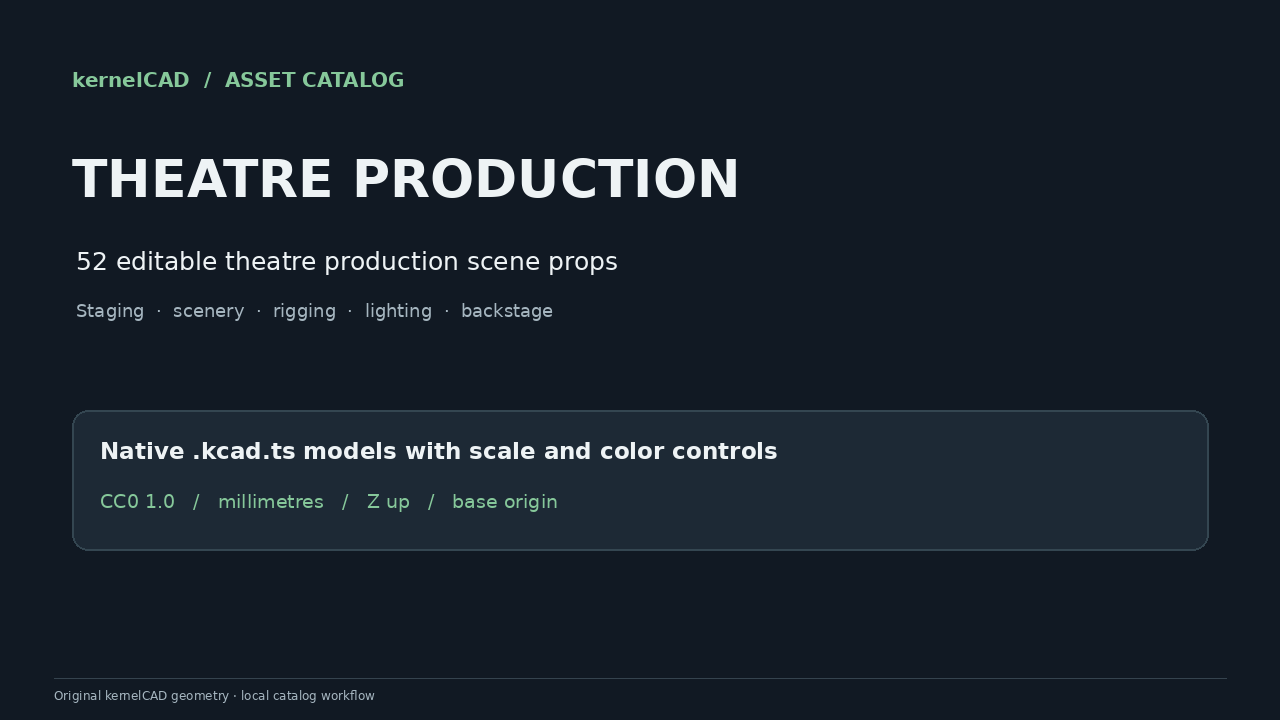 kernelCAD / ASSET CATALOG
THEATRE PRODUCTION
52 editable theatre production scene props
Staging · scenery · rigging · lighting · backstage
Native .kcad.ts models with scale and color controls
CC0 1.0 / millimetres / Z up / base origin
Original kernelCAD geometry · local catalog workflow